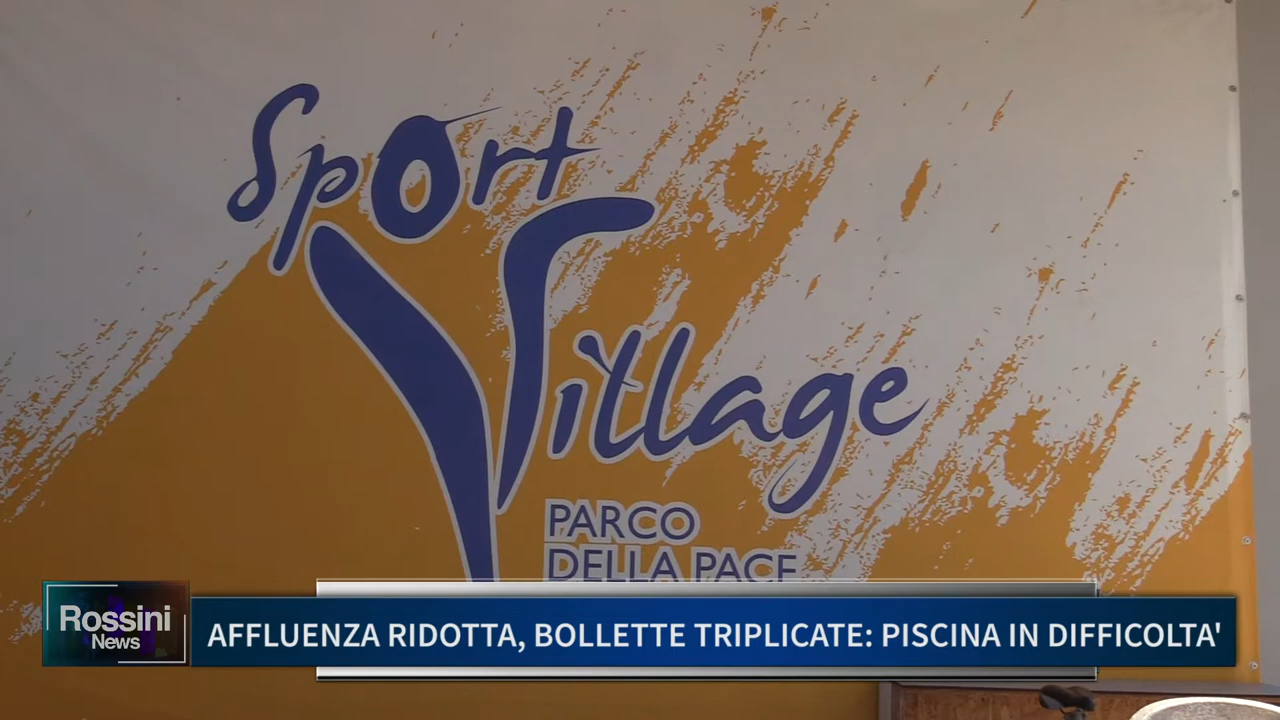 Sport
Village
PARCO
DELLA PACE
Rossini
News
AFFLUENZA RIDOTTA, BOLLETTE TRIPLICATE: PISCINA IN DIFFICOLTA'